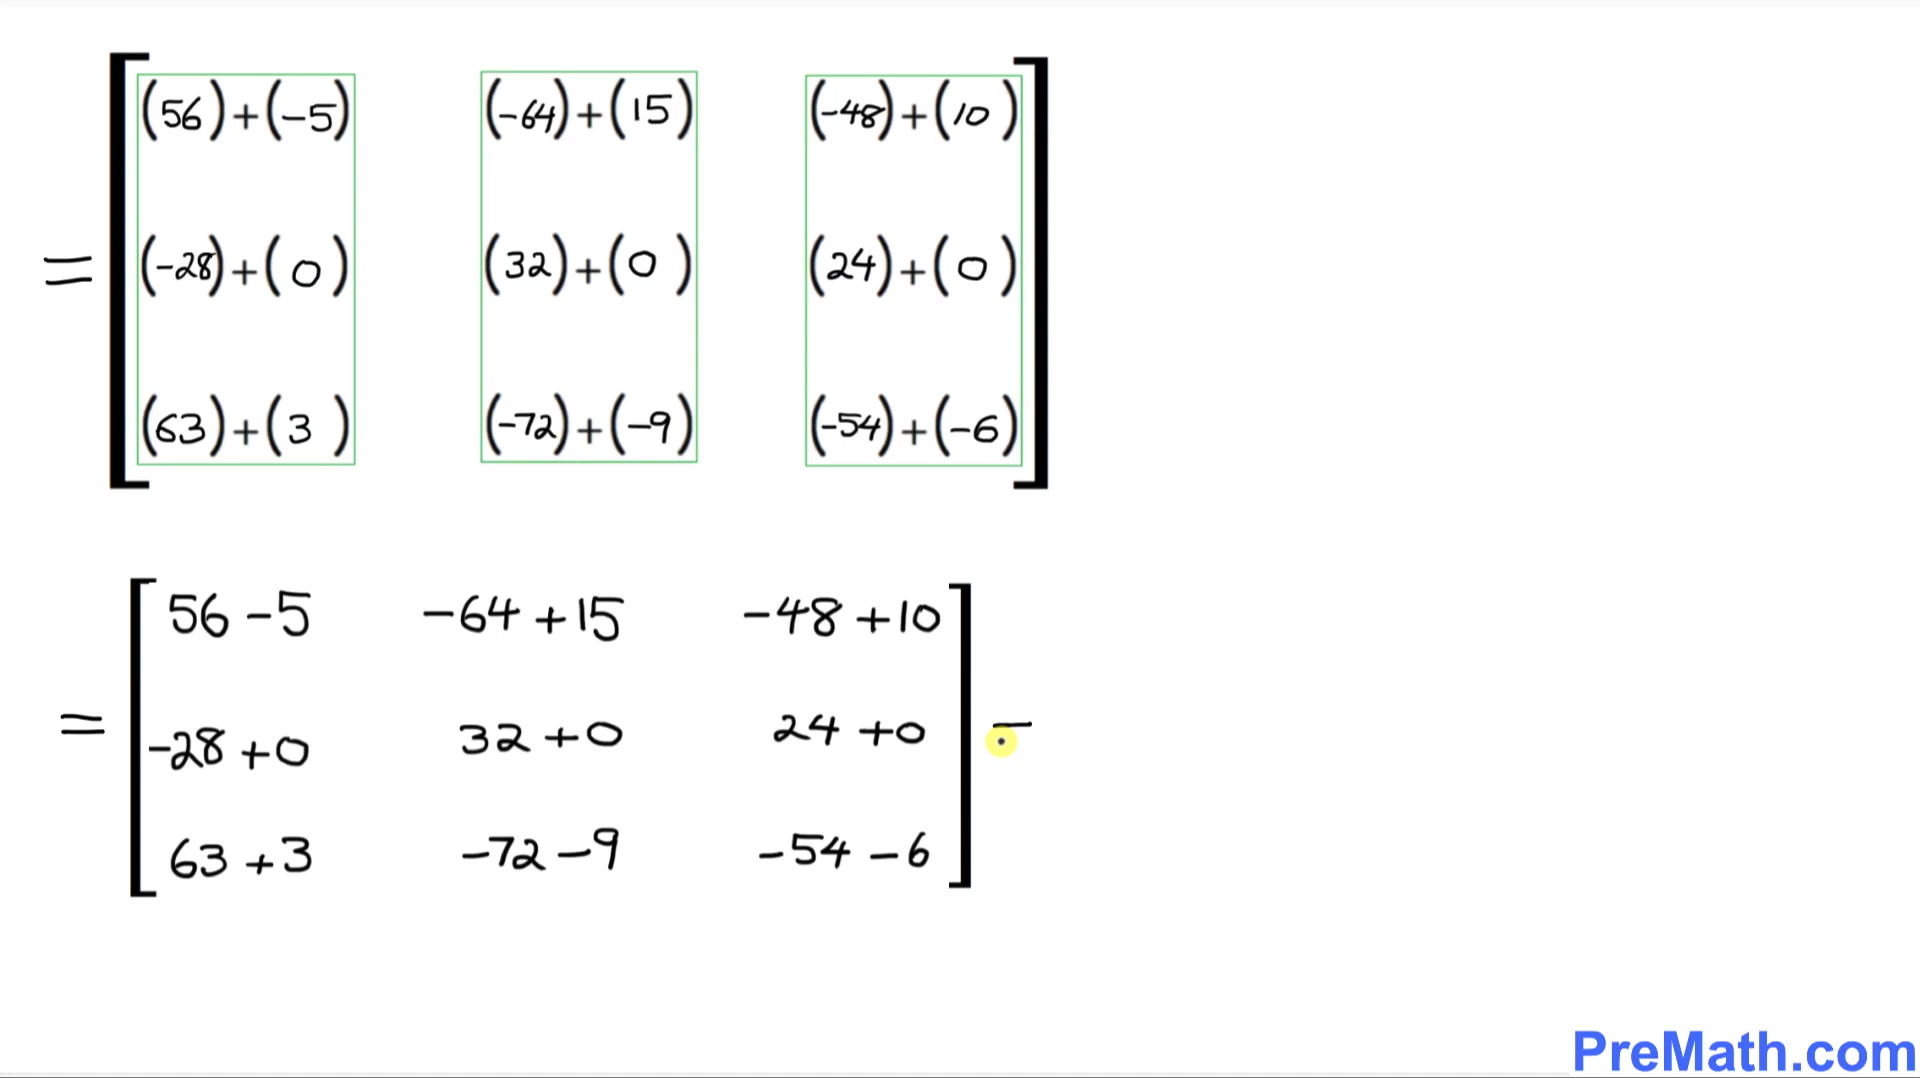 (56)+(-5) (-64)+(15) (-48)+(10)
= (-28)+(0) (32)+(0) (24)+(0)
(63)+(3) (-72)+(-9) (-54)+(-6)
56-5 -64+15 -48+10
= -28+0 32+0 24+0 -
63+3 -72-9 -54-6
PreMath.com